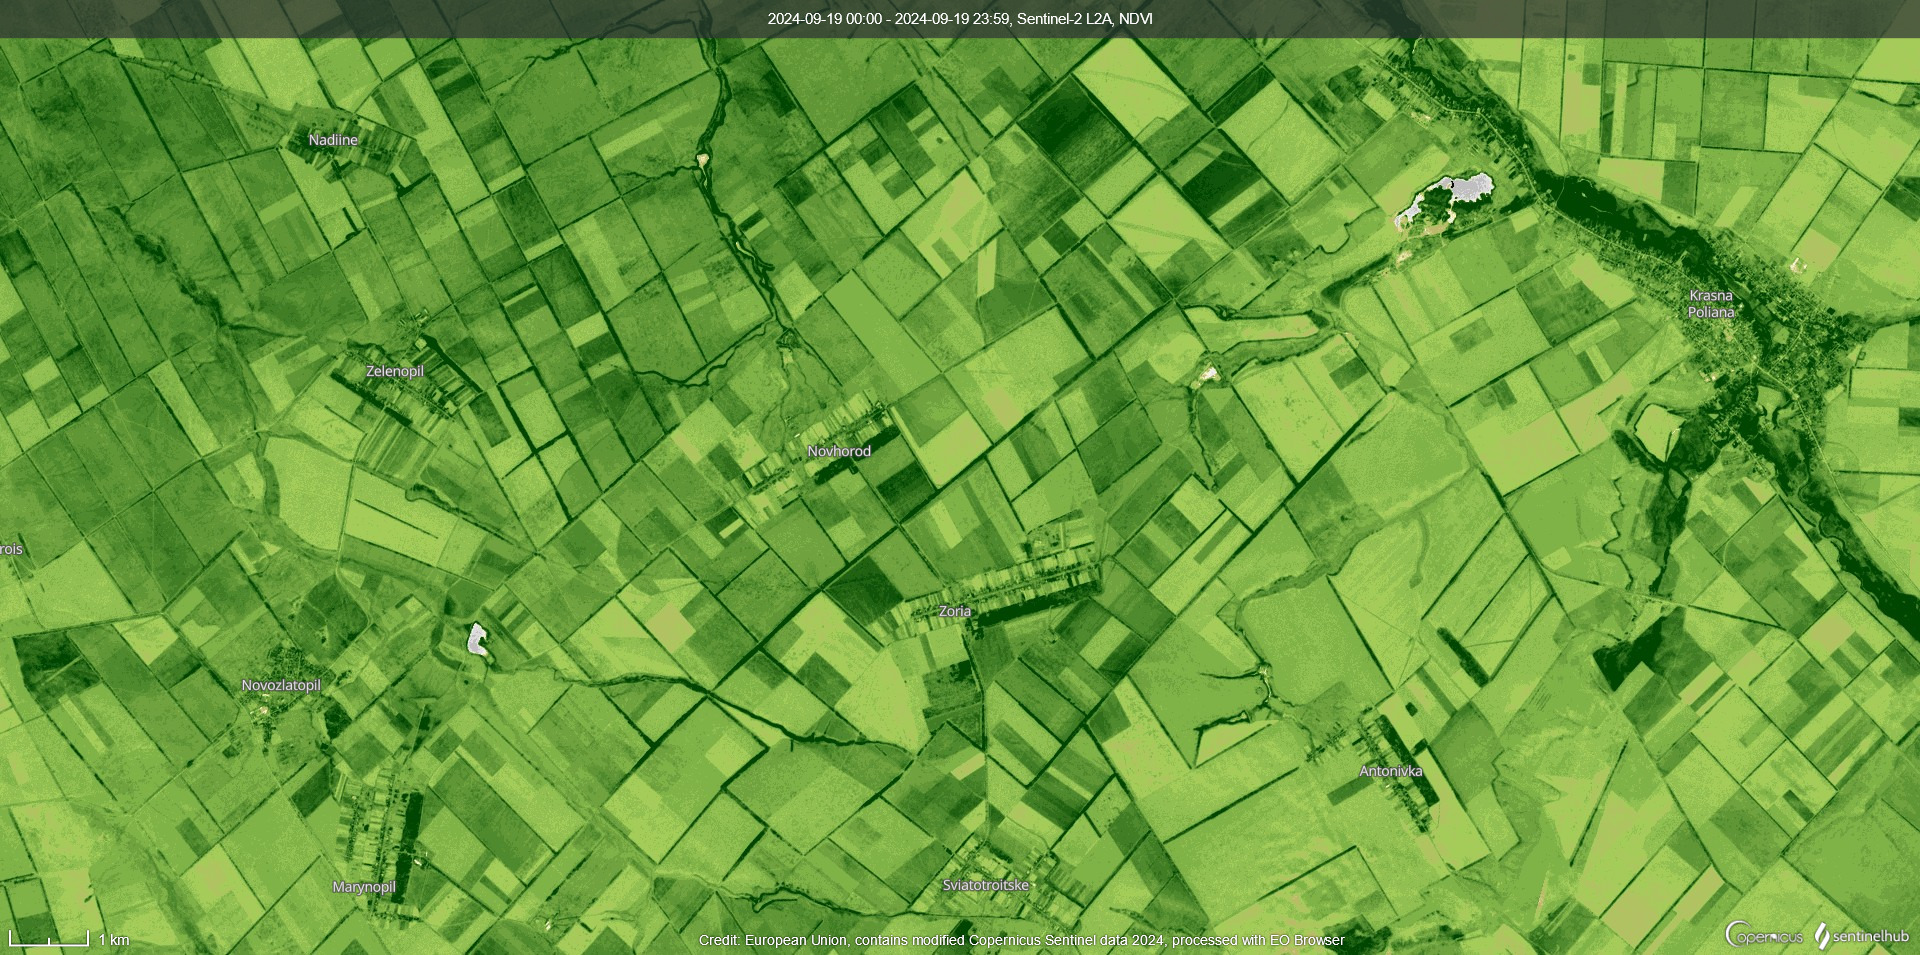 2024-09-19 00:00 - 2024-09-19 23:59, Sentinel-2 L2A, NDVI
Nadiine
Krasna
Poliana
Zelenopil
Novhorod
rois
Zoria
Novozlatopil
Antonivka
Marynopil
Sviatotroitske
1 km
Credit: European Union, contains modified Copernicus Sentinel data 2024, processed with EO Browser
Copernicus
sentinelhub